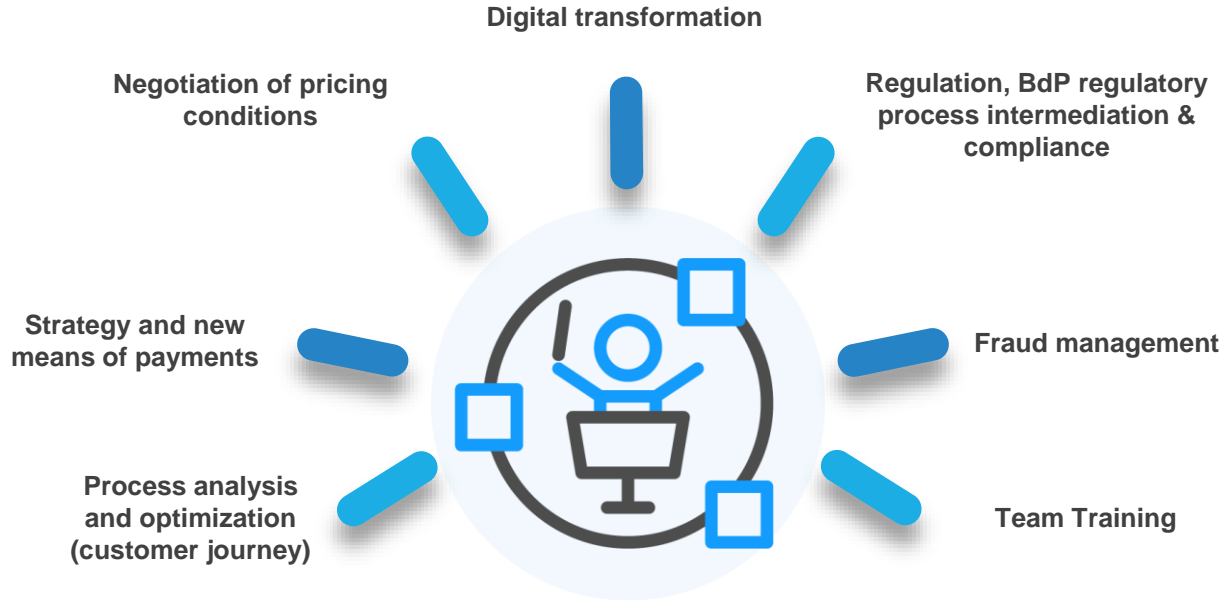 Digital transformation
Negotiation of pricing
conditions
Regulation, BdP regulatory
process intermediation &
compliance
Strategy and new
means of payments
Fraud management
Process analysis
and optimization
(customer journey)
Team Training